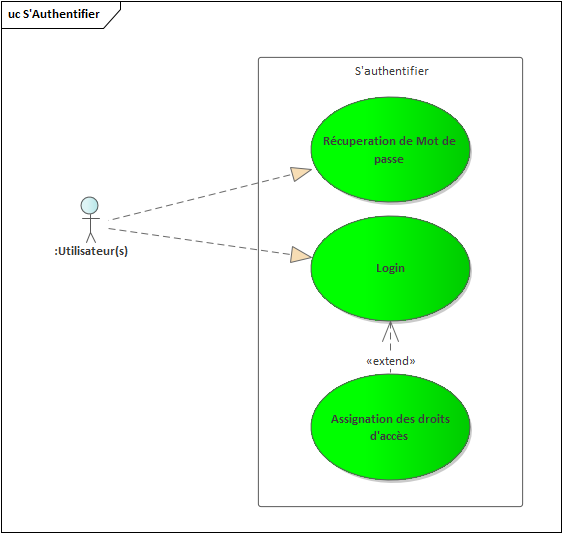 uc S'Authentifier
S'authentifier
Récuperation de Mot de
passe
:Utilisateur(s)
Login
«extend»
Assignation des droits
d'accès